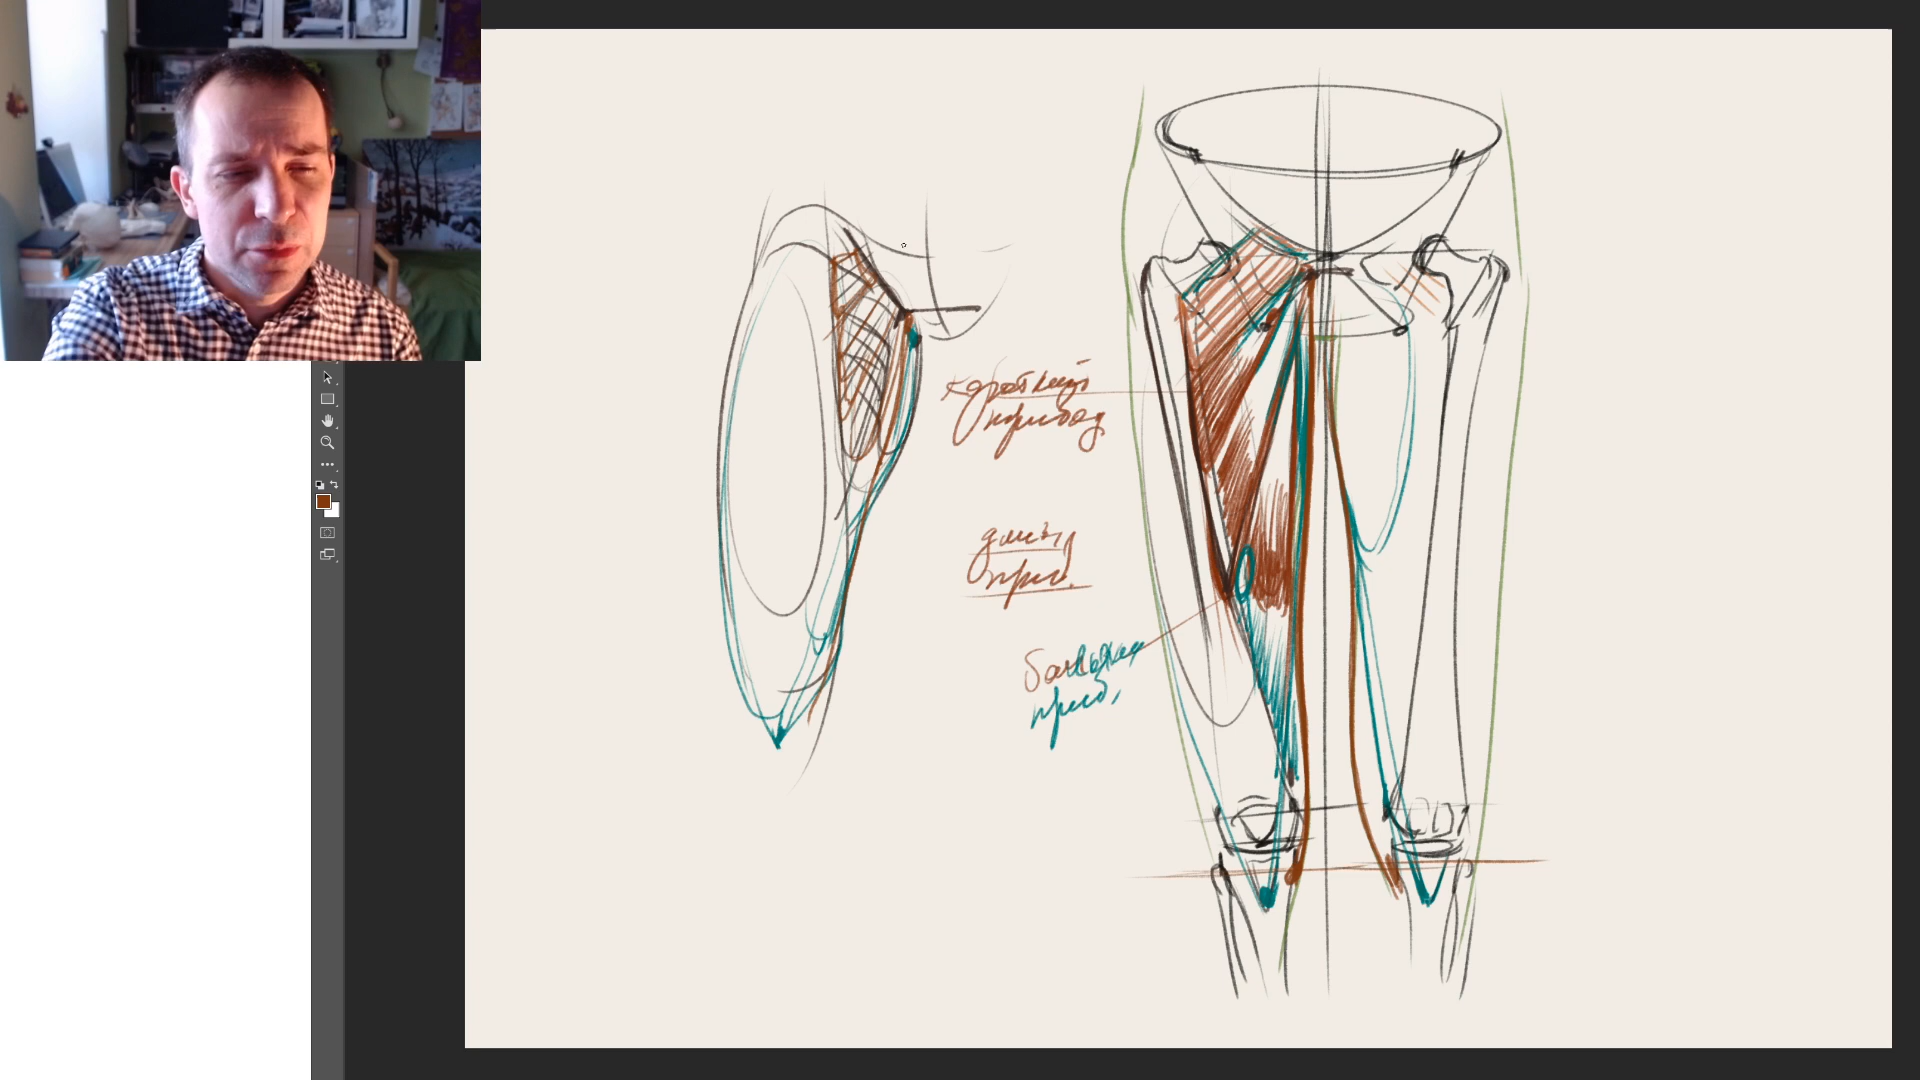 короткий
привод
длин.
прив.
большая
прив.